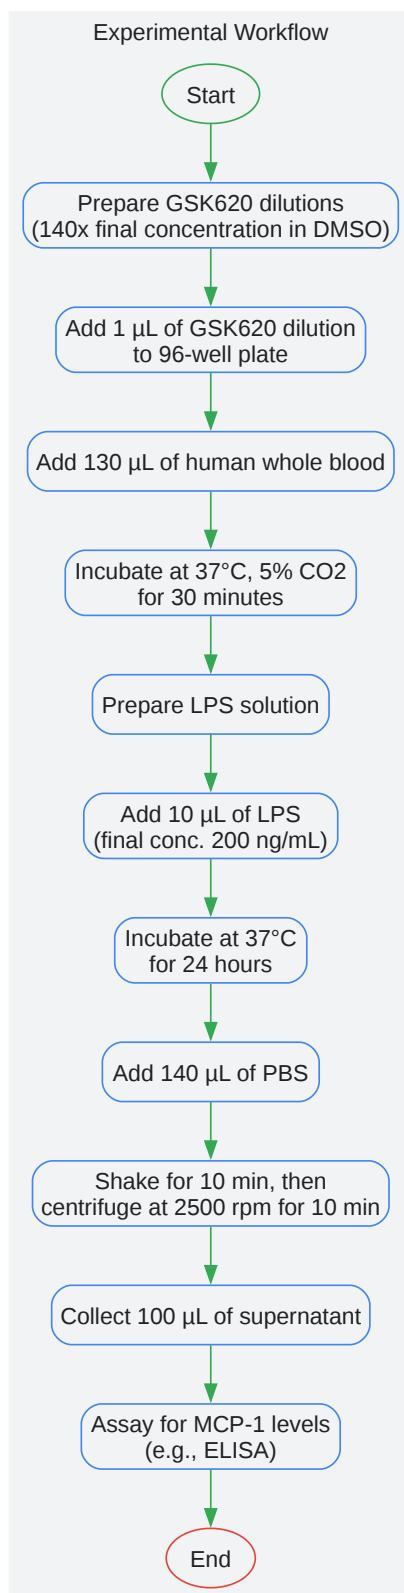 Experimental Workflow
Start
Prepare GSK620 dilutions
(140x final concentration in DMSO)
Add 1 µL of GSK620 dilution
to 96-well plate
Add 130 µL of human whole blood
Incubate at 37°C, 5% CO2
for 30 minutes
Prepare LPS solution
Add 10 µL of LPS
(final conc. 200 ng/mL)
Incubate at 37°C
for 24 hours
Add 140 µL of PBS
Shake for 10 min, then
centrifuge at 2500 rpm for 10 min
Collect 100 µL of supernatant
Assay for MCP-1 levels
(e.g., ELISA)
End